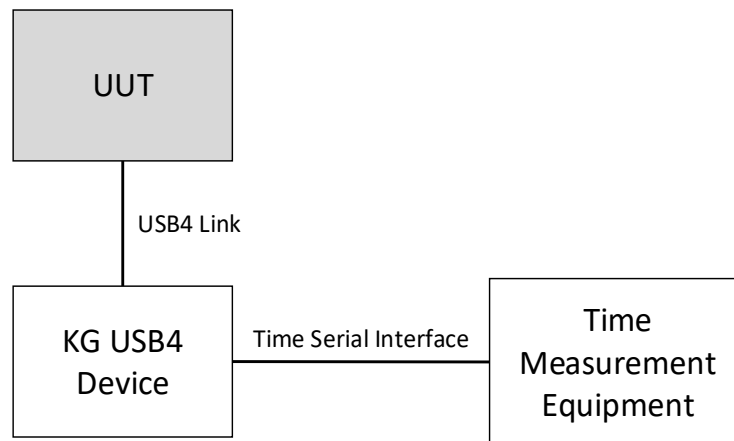 UUT
USB4 Link
KG USB4
Device
Time Serial Interface
Time
Measurement
Equipment